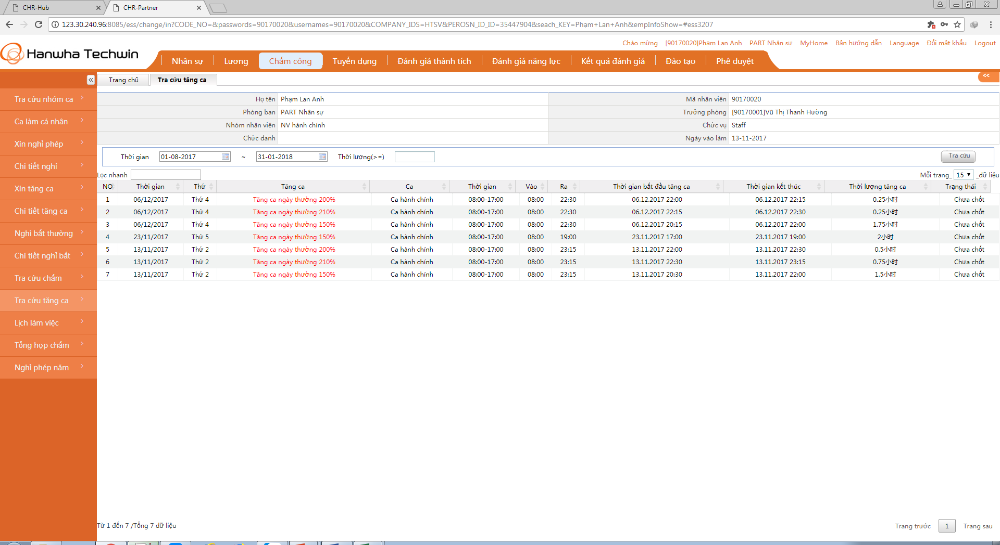 CHR-Hub
CHR-Partner
123.30.240.96:8085/ess/change/in?CODE_NO=&passwords=90170020&usernames=90170020&COMPANY_IDS=HTSV&PEROSN_ID_ID=35447904&seach_KEY=Phạm+Lan+Anh&empInfoShow=#ess3207
Chào mừng [90170020]Phạm Lan Anh PART Nhân sự MyHome Bản hướng dẫn Language Đổi mật khẩu Logout
Hanwha Techwin
Nhân sự Lương Chấm công Tuyển dụng Đánh giá thành tích Đánh giá năng lực Kết quả đánh giá Đào tạo Phê duyệt
« Trang chủ Tra cứu tăng ca <<
Tra cứu nhóm ca
Ca làm cá nhân
Xin nghỉ phép
Chi tiết nghỉ
Xin tăng ca
Chi tiết tăng ca
Nghỉ bất thường
Chi tiết nghỉ bất
Tra cứu chấm
Tra cứu tăng ca
Lịch làm việc
Tổng hợp chấm
Nghỉ phép năm
Họ tên Phạm Lan Anh Mã nhân viên 90170020
Phòng ban PART Nhân sự Trưởng phòng [90170001]Vũ Thị Thanh Hường
Nhóm nhân viên NV hành chính Chức vụ Staff
Chức danh Ngày vào làm 13-11-2017
Thời gian 01-08-2017 ~ 31-01-2018 Thời lượng(>=) Tra cứu
Lọc nhanh Mỗi trang_ 15 _dữ liệu
NO Thời gian Thứ Tăng ca Ca Thời gian Vào Ra Thời gian bắt đầu tăng ca Thời gian kết thúc Thời lượng tăng ca Trạng thái
1 06/12/2017 Thứ 4 Tăng ca ngày thường 200% Ca hành chính 08:00-17:00 08:00 22:30 06.12.2017 22:00 06.12.2017 22:15 0.25小时 Chưa chốt
2 06/12/2017 Thứ 4 Tăng ca ngày thường 210% Ca hành chính 08:00-17:00 08:00 22:30 06.12.2017 22:15 06.12.2017 22:30 0.25小时 Chưa chốt
3 06/12/2017 Thứ 4 Tăng ca ngày thường 150% Ca hành chính 08:00-17:00 08:00 22:30 06.12.2017 20:15 06.12.2017 22:00 1.75小时 Chưa chốt
4 23/11/2017 Thứ 5 Tăng ca ngày thường 150% Ca hành chính 08:00-17:00 08:00 19:00 23.11.2017 17:00 23.11.2017 19:00 2小时 Chưa chốt
5 13/11/2017 Thứ 2 Tăng ca ngày thường 200% Ca hành chính 08:00-17:00 08:00 23:15 13.11.2017 22:00 13.11.2017 22:30 0.5小时 Chưa chốt
6 13/11/2017 Thứ 2 Tăng ca ngày thường 210% Ca hành chính 08:00-17:00 08:00 23:15 13.11.2017 22:30 13.11.2017 23:15 0.75小时 Chưa chốt
7 13/11/2017 Thứ 2 Tăng ca ngày thường 150% Ca hành chính 08:00-17:00 08:00 23:15 13.11.2017 20:30 13.11.2017 22:00 1.5小时 Chưa chốt
Từ 1 đến 7 /Tổng 7 dữ liệu Trang trước 1 Trang sau